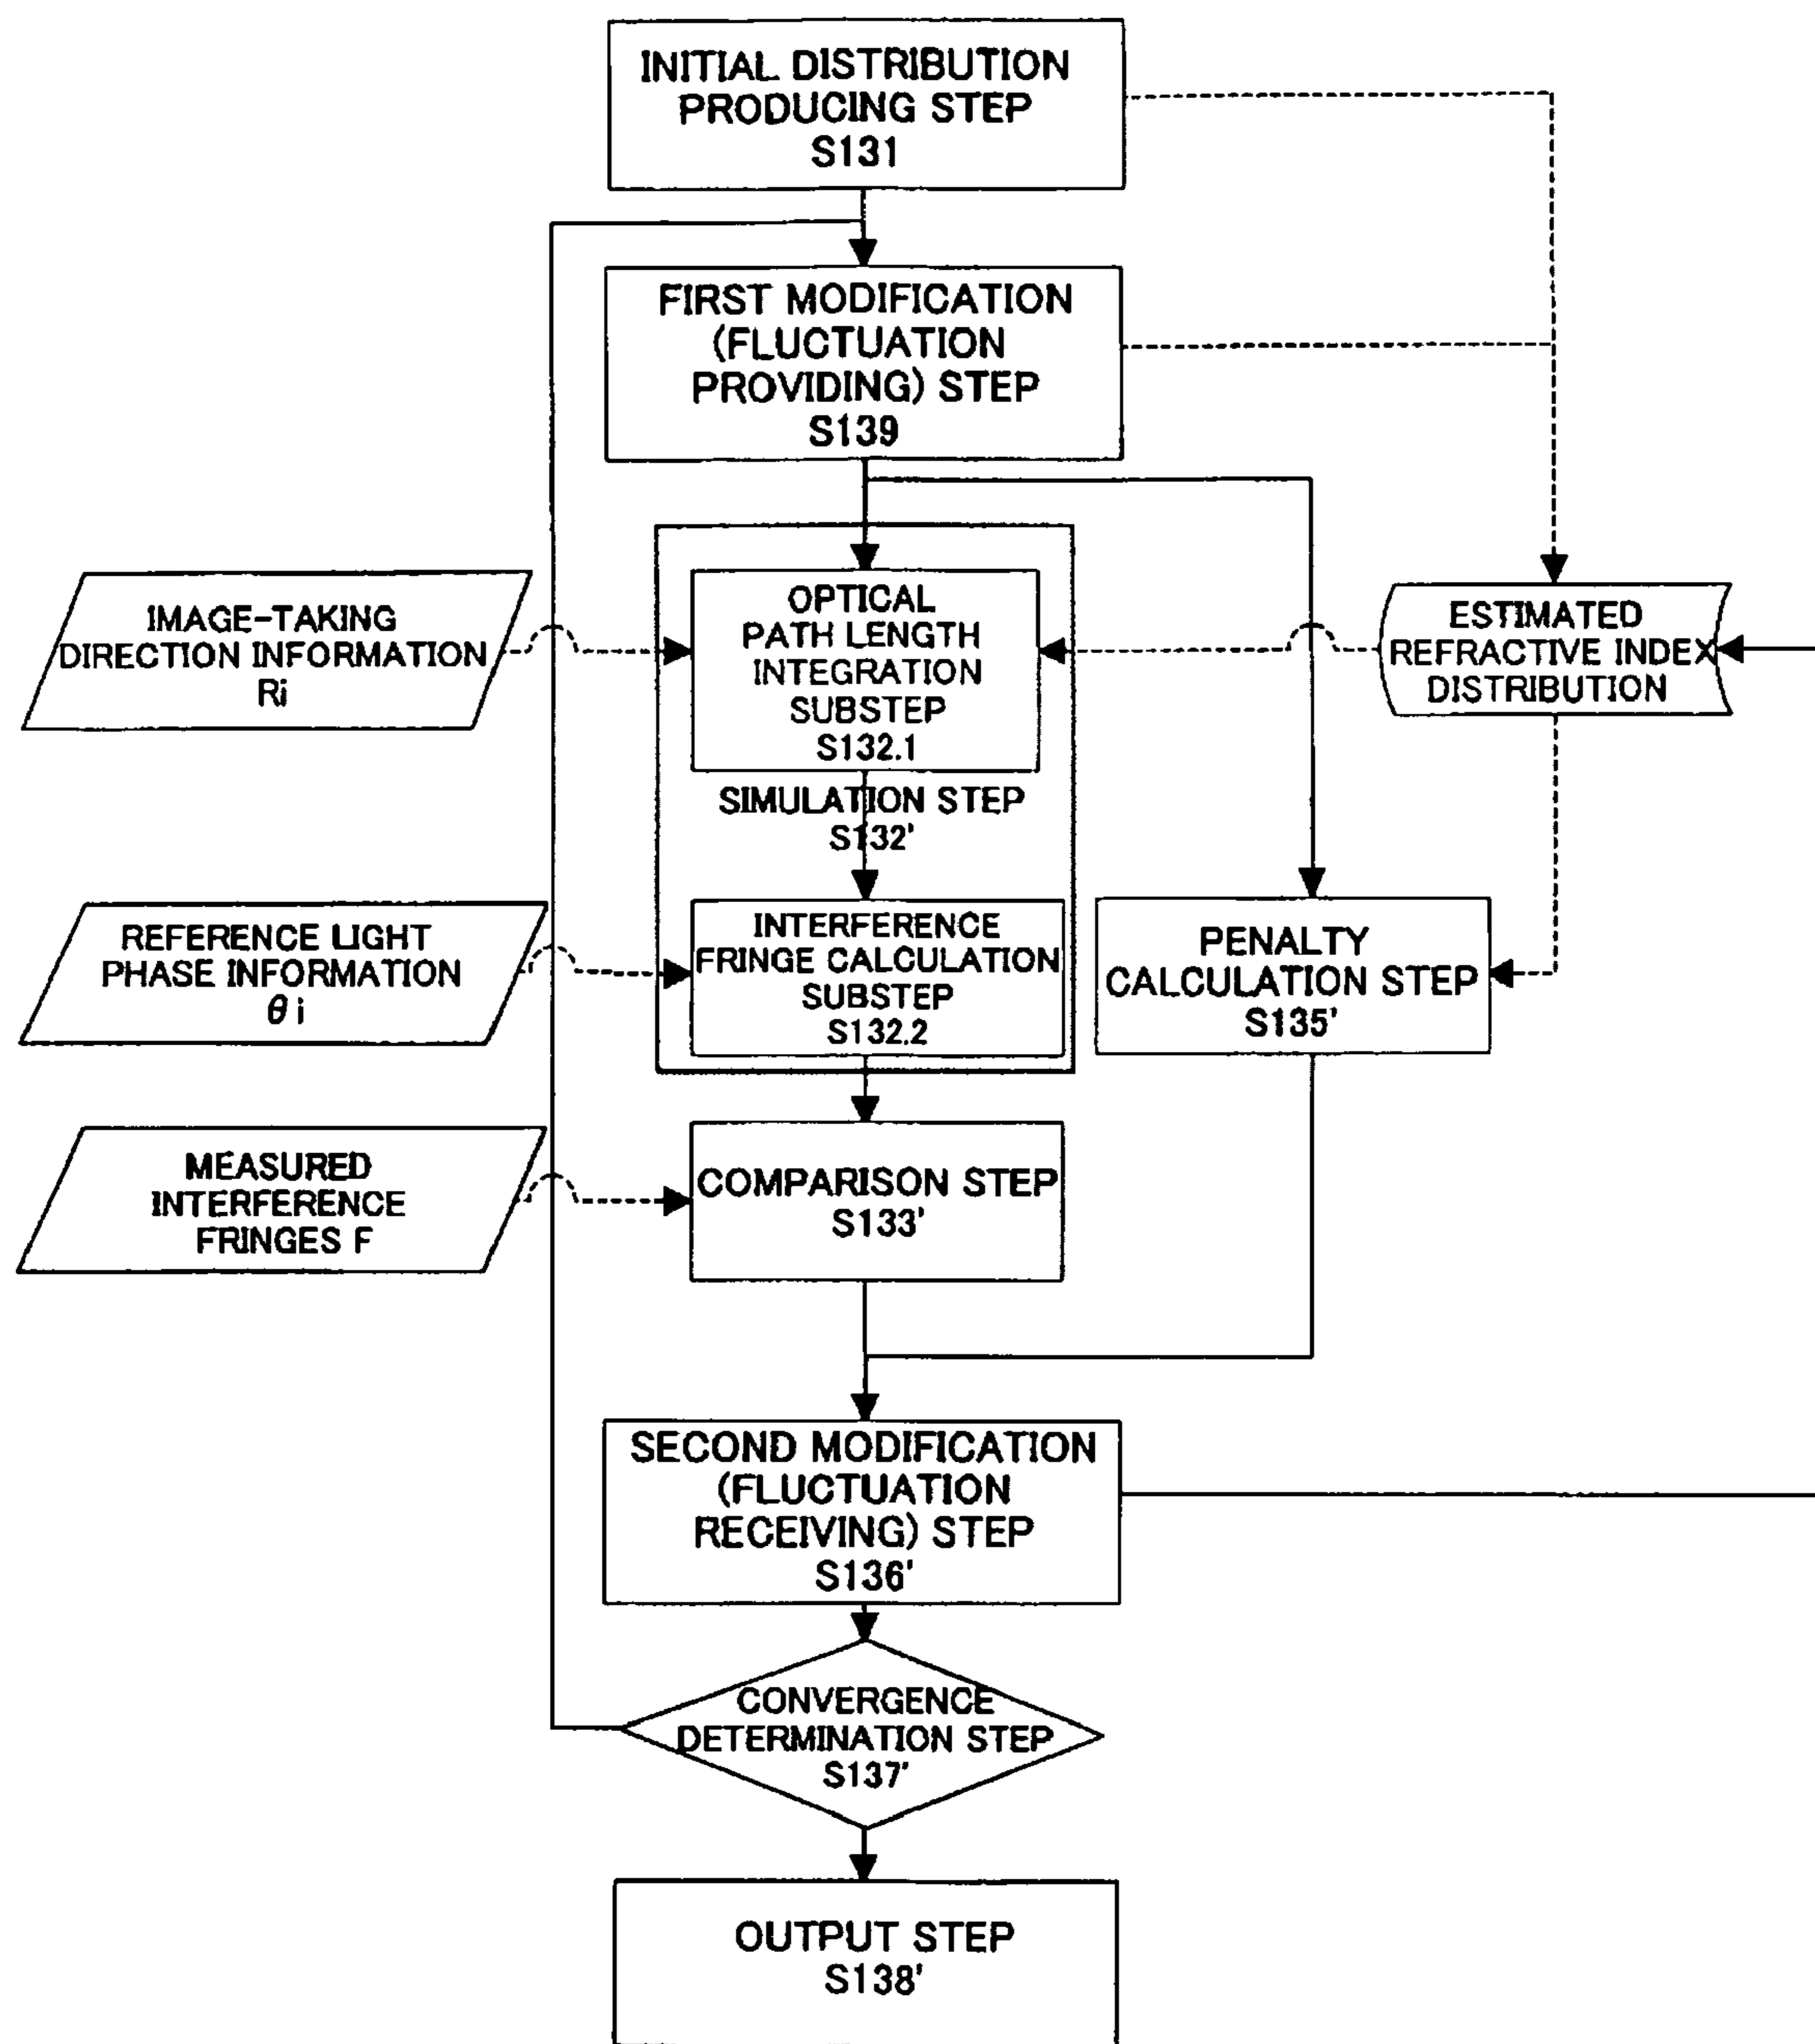 INITIAL DISTRIBUTION
PRODUCING STEP
S131
FIRST MODIFICATION
(FLUCTUATION
PROVIDING) STEP
S139
IMAGE-TAKING
DIRECTION INFORMATION
Ri
OPTICAL
PATH LENGTH
INTEGRATION
SUBSTEP
S132.1
ESTIMATED
REFRACTIVE INDEX
DISTRIBUTION
SIMULATION STEP
S132'
REFERENCE LIGHT
PHASE INFORMATION
θi
INTERFERENCE
FRINGE CALCULATION
SUBSTEP
S132.2
PENALTY
CALCULATION STEP
S135'
MEASURED
INTERFERENCE
FRINGES F
COMPARISON STEP
S133'
SECOND MODIFICATION
(FLUCTUATION
RECEIVING) STEP
S136'
CONVERGENCE
DETERMINATION STEP
S137'
OUTPUT STEP
S138'